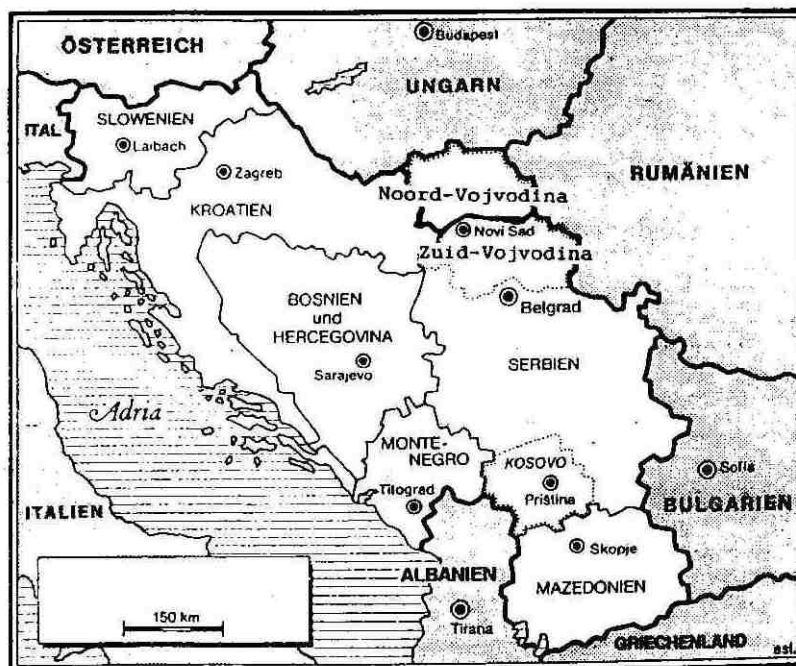 ÖSTERREICH
Budapest
UNGARN
SLOWENIEN
ITAL
Laibach
Zagreb
RUMÄNIEN
Noord-Vojvodina
KROATIEN
Novi Sad
Zuid-Vojvodina
BOSNIEN
und
HERCEGOVINA
Belgrad
Sarajevo
SERBIEN
Adria
MONTE-
NEGRO
KOSOVO
Sofia
Titograd
Priština
BULGARIEN
ITALIEN
Skopje
ALBANIEN
MAZEDONIEN
150 km
Tirana
GRIECHENLAND